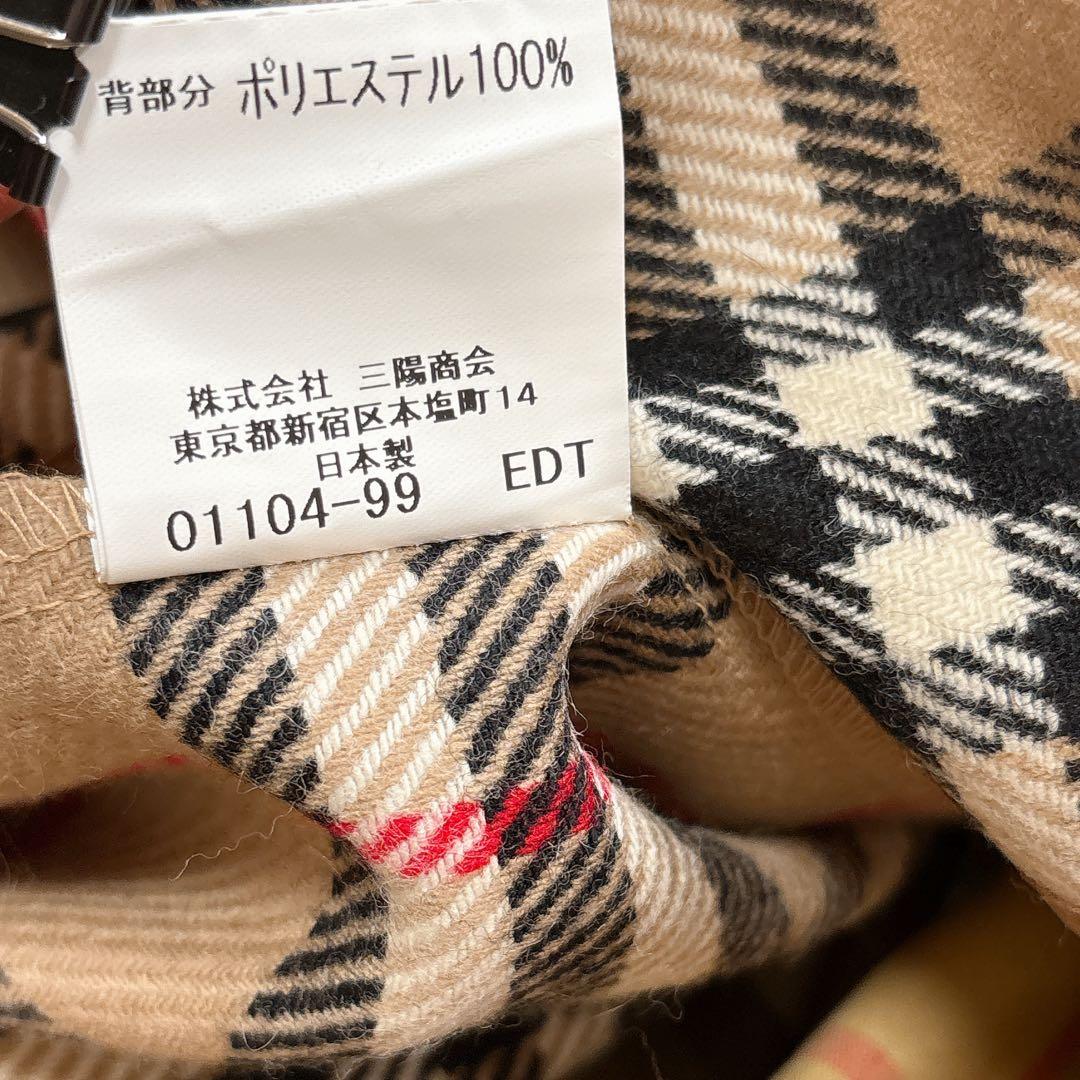 背部分 ポリエステル100%
株式会社 三陽商会
東京都新宿区本塩町14
日本製
01104-99 EDT